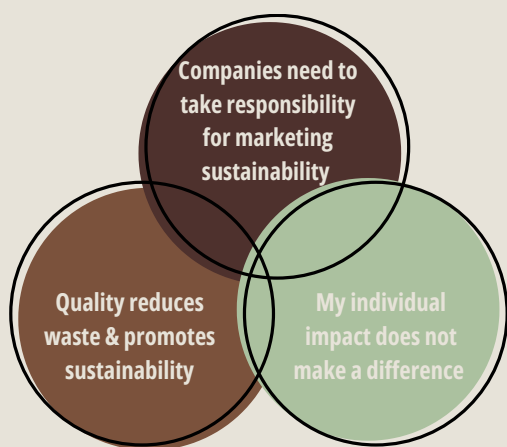 Companies need to
take responsibility
for marketing
sustainability
Quality reduces
waste & promotes
sustainability
My individual
impact does not
make a difference